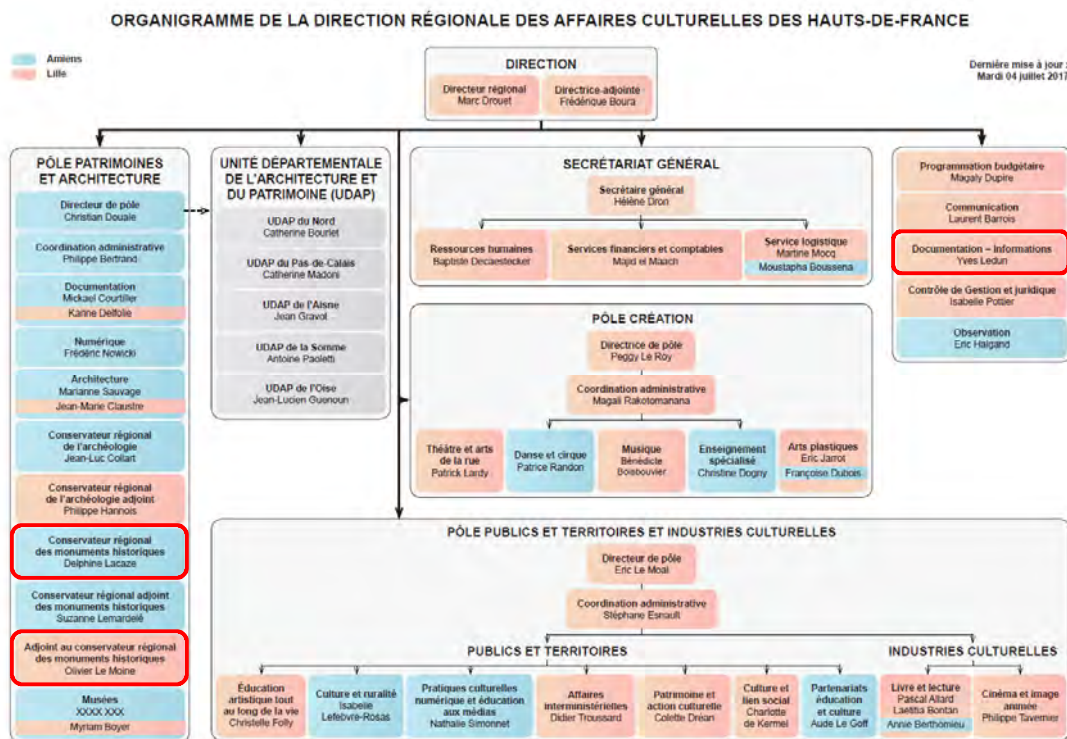 ORGANIGRAMME DE LA DIRECTION RÉGIONALE DES AFFAIRES CULTURELLES DES HAUTS-DE-FRANCE
Amiens
Lille
Dernière mise à jour :
Mardi 04 juillet 2017
DIRECTION
Directeur régional
Marc Drouet
Directrice-adjointe
Frédérique Boura
PÔLE PATRIMOINES
ET ARCHITECTURE
Directeur de pôle
Christian Douale
Coordination administrative
Philippe Bertrand
Documentation
Mickael Courtiller
Karine Delfolie
Numérique
Frédéric Nowicki
Architecture
Marianne Sauvage
Jean-Marie Claustre
Conservateur régional
de l'archéologie
Jean-Luc Collart
Conservateur régional
de l'archéologie adjoint
Philippe Hannois
Conservateur régional
des monuments historiques
Delphine Lacaze
Conservateur régional adjoint
des monuments historiques
Suzanne Lemardelé
Adjoint au conservateur régional
des monuments historiques
Olivier Le Moine
Musées
XXXX XXX
Myriam Boyer
UNITÉ DÉPARTEMENTALE
DE L'ARCHITECTURE ET
DU PATRIMOINE (UDAP)
UDAP du Nord
Catherine Bourlet
UDAP du Pas-de-Calais
Catherine Madoni
UDAP de l'Aisne
Jean Gravot
UDAP de la Somme
Antoine Paoletti
UDAP de l'Oise
Jean-Lucien Guenoun
SECRÉTARIAT GÉNÉRAL
Secrétaire général
Hélène Dron
Ressources humaines
Baptiste Decaestecker
Services financiers et comptables
Majid el Maach
Service logistique
Martine Mocq
Moustapha Boussena
PÔLE CRÉATION
Directrice de pôle
Peggy Le Roy
Coordination administrative
Magali Rakotomanana
Théâtre et arts
de la rue
Patrick Lardy
Danse et cirque
Patrice Randon
Musique
Bénédicte
Boisbouvier
Enseignement
spécialisé
Christine Dogny
Arts plastiques
Eric Jarrot
Françoise Dubois
Programmation budgétaire
Magaly Dupire
Communication
Laurent Barrois
Documentation – Informations
Yves Ledun
Contrôle de Gestion et juridique
Isabelle Pottier
Observation
Eric Haigand
PÔLE PUBLICS ET TERRITOIRES ET INDUSTRIES CULTURELLES
Directeur de pôle
Eric Le Moal
Coordination administrative
Stéphane Esnault
PUBLICS ET TERRITOIRES
Éducation
artistique tout
au long de la vie
Christelle Folly
Culture et ruralité
Isabelle
Lefebvre-Rosas
Pratiques culturelles
numérique et éducation
aux médias
Nathalie Simonnet
Affaires
interministérielles
Didier Troussard
Patrimoine et
action culturelle
Colette Dréan
Culture et
lien social
Charlotte
de Kermel
Partenariats
éducation
et culture
Aude Le Goff
INDUSTRIES CULTURELLES
Livre et lecture
Pascal Allard
Laëtitia Bontan
Annie Berthomieu
Cinéma et image
animée
Philippe Tavernier